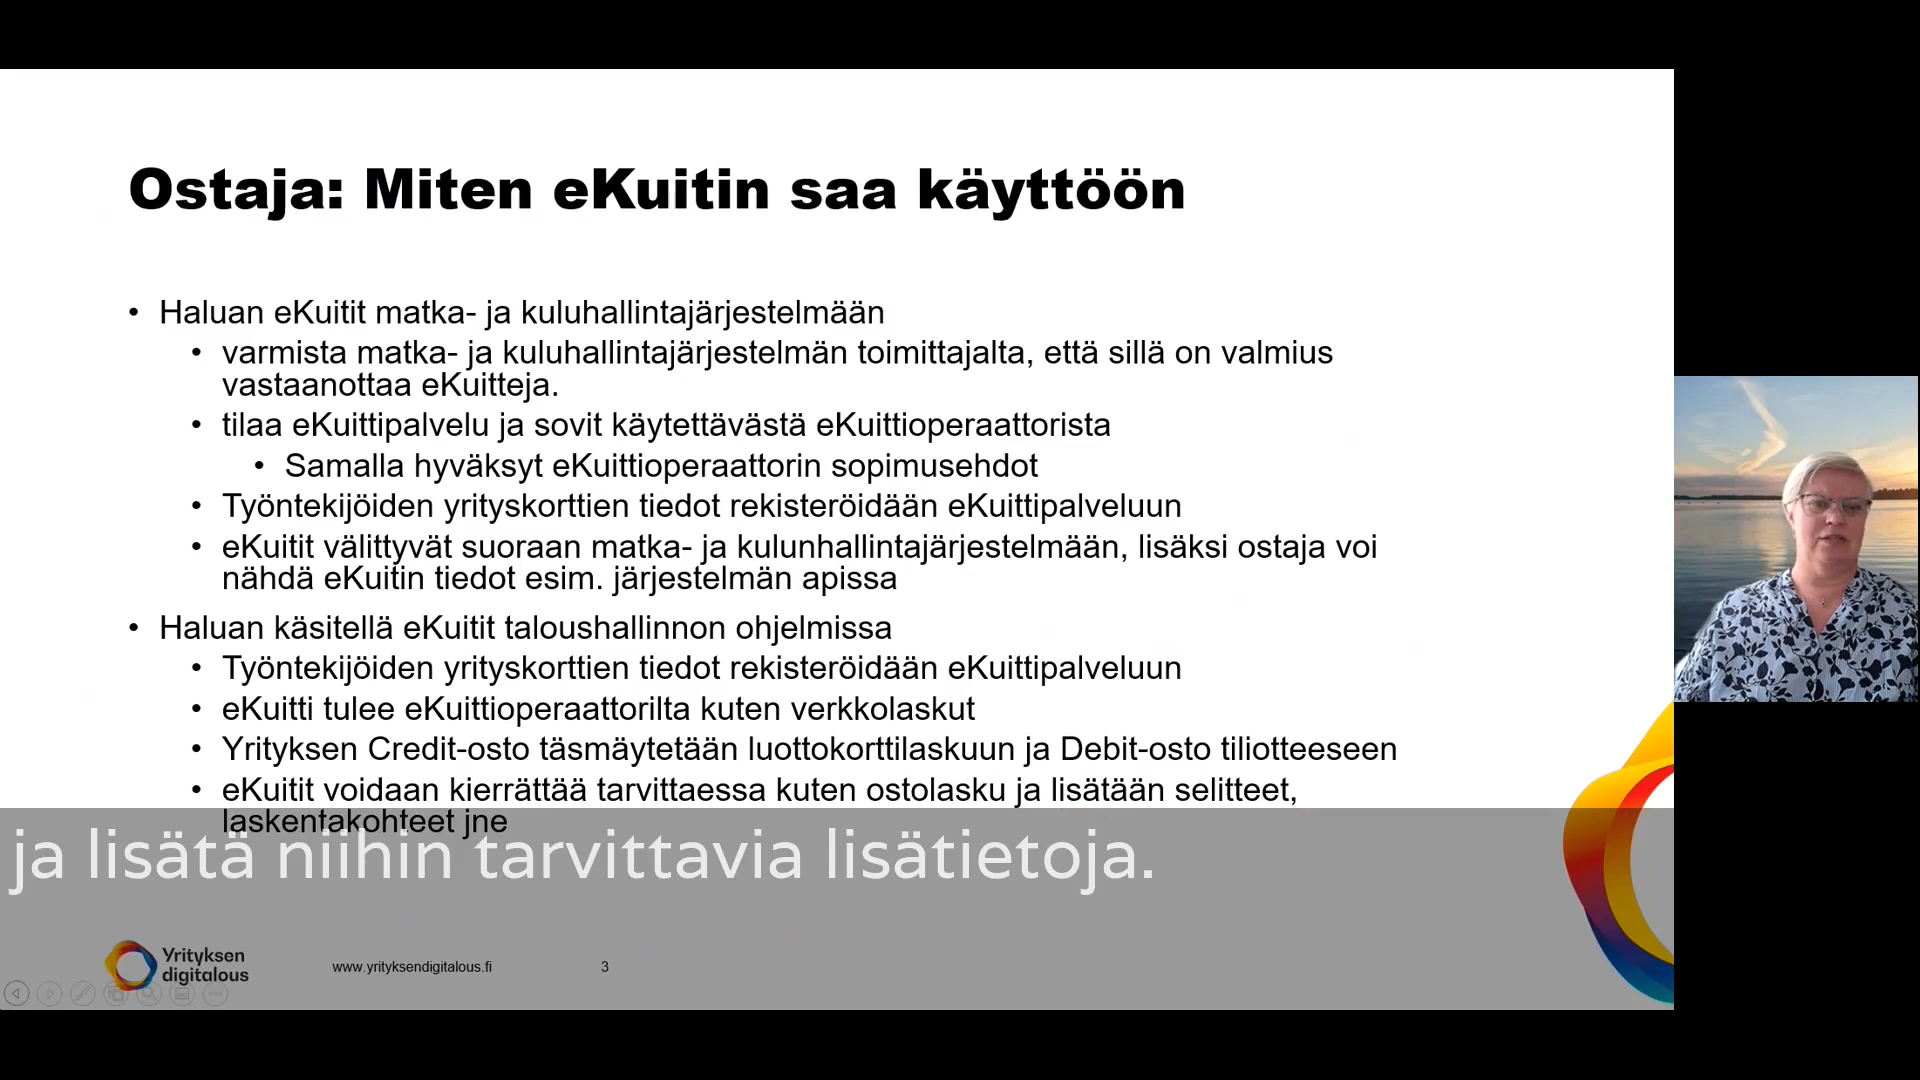 Ostaja: Miten eKuitin saa käyttöön
• Haluan eKuitit matka- ja kuluhallintajärjestelmään
• varmista matka- ja kuluhallintajärjestelmän toimittajalta, että sillä on valmius
vastaanottaa eKuitteja.
• tilaa eKuittipalvelu ja sovit käytettävästä eKuittioperaattorista
• Samalla hyväksyt eKuittioperaattorin sopimusehdot
• Työntekijöiden yrityskorttien tiedot rekisteröidään eKuittipalveluun
• eKuitit välittyvät suoraan matka- ja kulunhallintajärjestelmään, lisäksi ostaja voi
nähdä eKuitin tiedot esim. järjestelmän apissa
• Haluan käsitellä eKuitit taloushallinnon ohjelmissa
• Työntekijöiden yrityskorttien tiedot rekisteröidään eKuittipalveluun
• eKuitti tulee eKuittioperaattorilta kuten verkkolaskut
• Yrityksen Credit-osto täsmäytetään luottokorttilaskuun ja Debit-osto tiliotteeseen
• eKuitit voidaan kierrättää tarvittaessa kuten ostolasku ja lisätään selitteet,
laskentakohteet jne
ja lisätä niihin tarvittavia lisätietoja.
Yrityksen
digitalous
www.yrityksendigitalous.fi
3